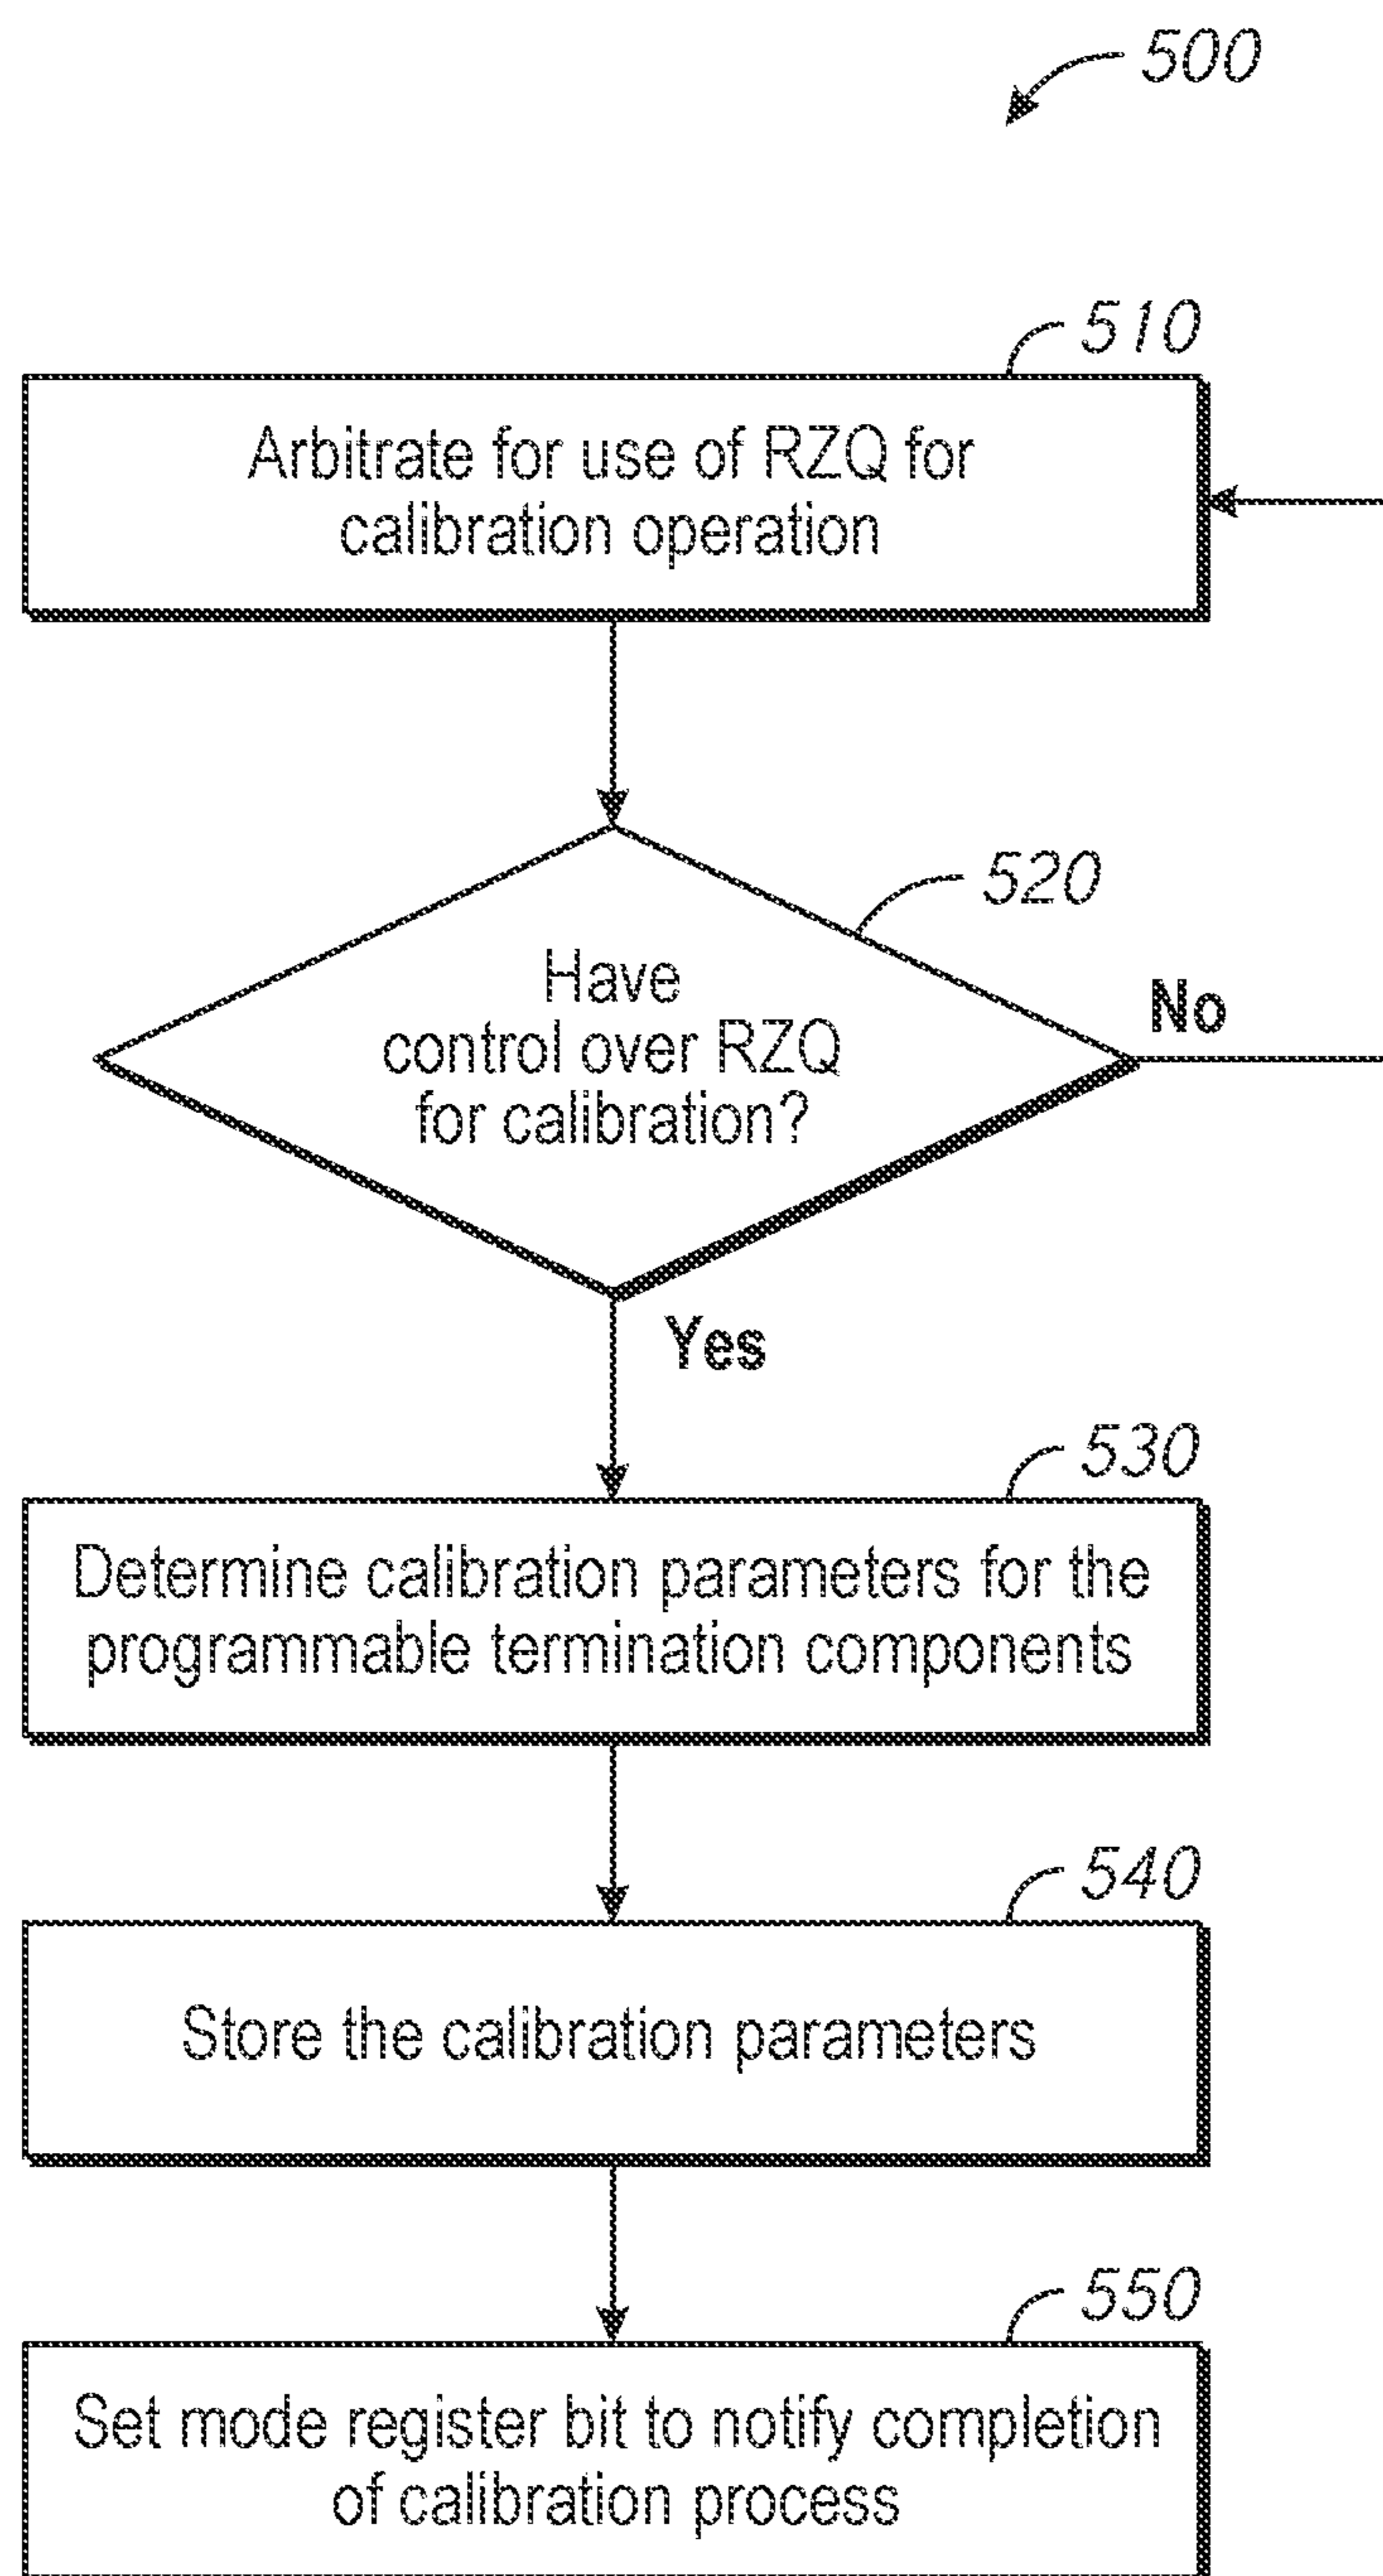 500
510
Arbitrate for use of RZQ for
calibration operation
520
Have
control over RZQ
for calibration?
No
Yes
530
Determine calibration parameters for the
programmable termination components
540
Store the calibration parameters
550
Set mode register bit to notify completion
of calibration process